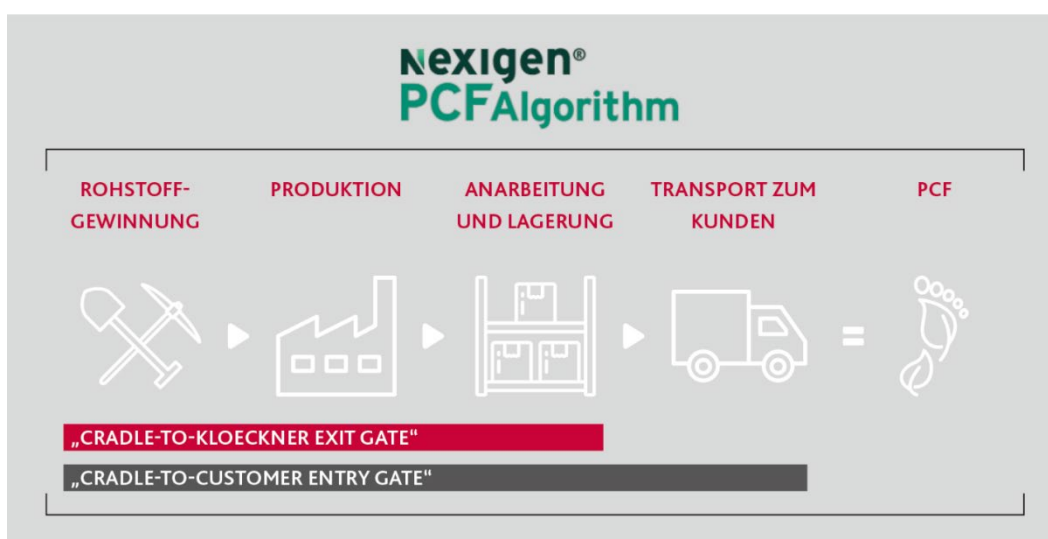 Nexigen®
PCFAlgorithm
ROHSTOFF-
GEWINNUNG
PRODUKTION
ANARBEITUNG
UND LAGERUNG
TRANSPORT ZUM
KUNDEN
PCF
=
„CRADLE-TO-KLOECKNER EXIT GATE“
„CRADLE-TO-CUSTOMER ENTRY GATE“